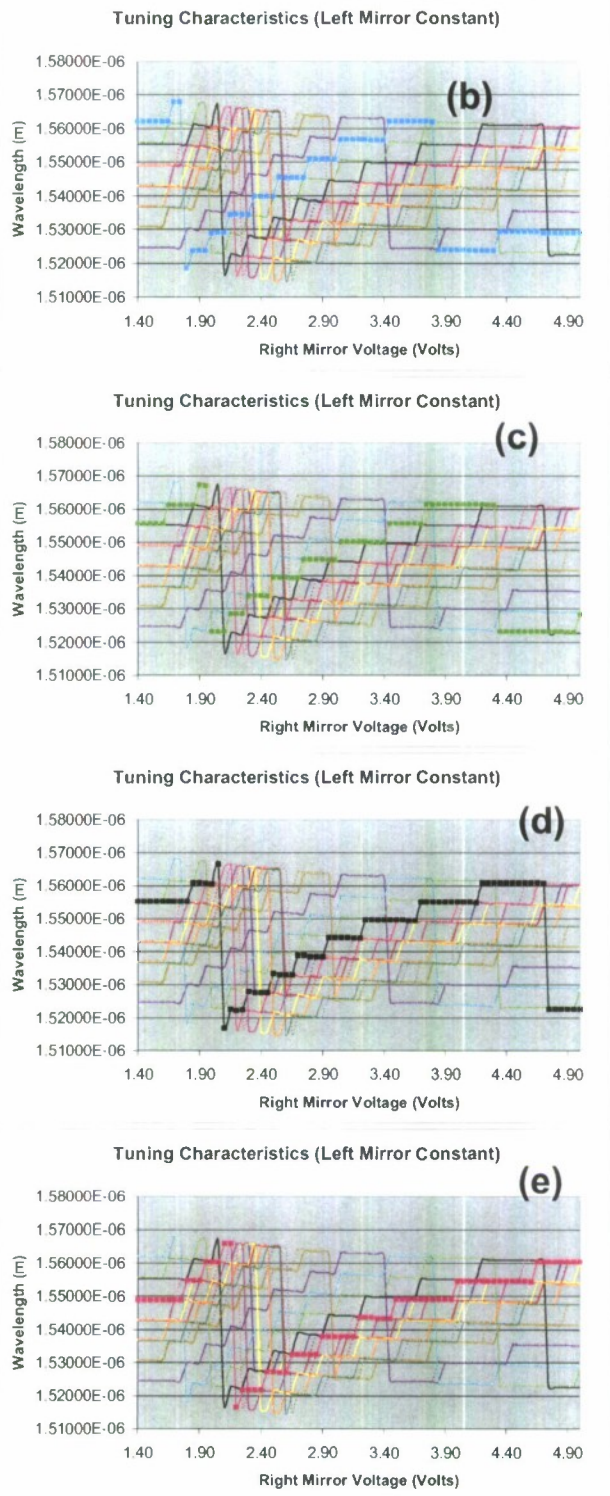 Tuning Characteristics (Left Mirror Constant)
(b)
1.58000E-06
1.57000E-06
1.56000E-06
1.55000E-06
1.54000E-06
1.53000E-06
1.52000E-06
1.51000E-06
Wavelength (m)
1.40 1.90 2.40 2.90 3.40 3.90 4.40 4.90
Right Mirror Voltage (Volts)
Tuning Characteristics (Left Mirror Constant)
(c)
1.58000E-06
1.57000E-06
1.56000E-06
1.55000E-06
1.54000E-06
1.53000E-06
1.52000E-06
1.51000E-06
Wavelength (m)
1.40 1.90 2.40 2.90 3.40 3.90 4.40 4.90
Right Mirror Voltage (Volts)
Tuning Characteristics (Left Mirror Constant)
(d)
1.58000E-06
1.57000E-06
1.56000E-06
1.55000E-06
1.54000E-06
1.53000E-06
1.52000E-06
1.51000E-06
Wavelength (m)
1.40 1.90 2.40 2.90 3.40 3.90 4.40 4.90
Right Mirror Voltage (Volts)
Tuning Characteristics (Left Mirror Constant)
(e)
1.58000E-06
1.57000E-06
1.56000E-06
1.55000E-06
1.54000E-06
1.53000E-06
1.52000E-06
1.51000E-06
Wavelength (m)
1.40 1.90 2.40 2.90 3.40 3.90 4.40 4.90
Right Mirror Voltage (Volts)